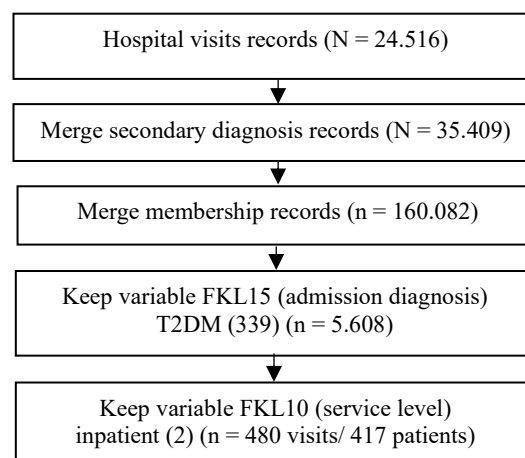 Hospital visits records (N = 24.516)
Merge secondary diagnosis records (N = 35.409)
Merge membership records (n = 160.082)
Keep variable FKL15 (admission diagnosis)
T2DM (339) (n = 5.608)
Keep variable FKL10 (service level)
inpatient (2) (n = 480 visits/ 417 patients)